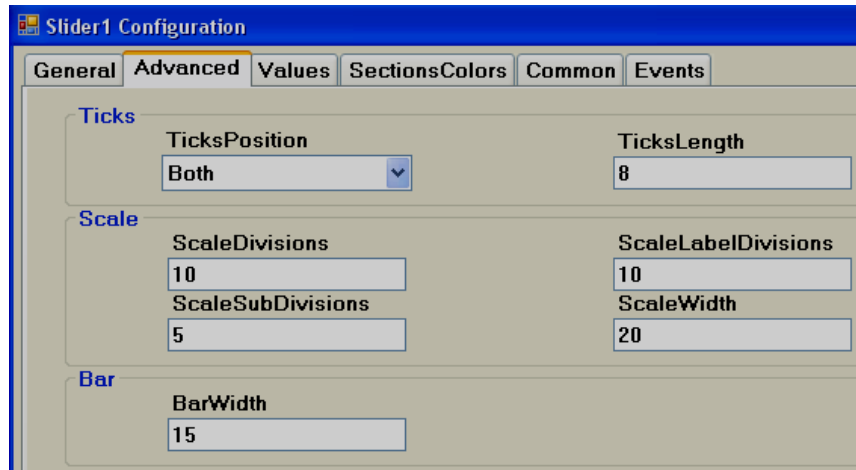 Slider1 Configuration
General Advanced Values SectionsColors Common Events
Ticks
TicksPosition TicksLength
Both 8
Scale
ScaleDivisions ScaleLabelDivisions
10 10
ScaleSubDivisions ScaleWidth
5 20
Bar
BarWidth
15